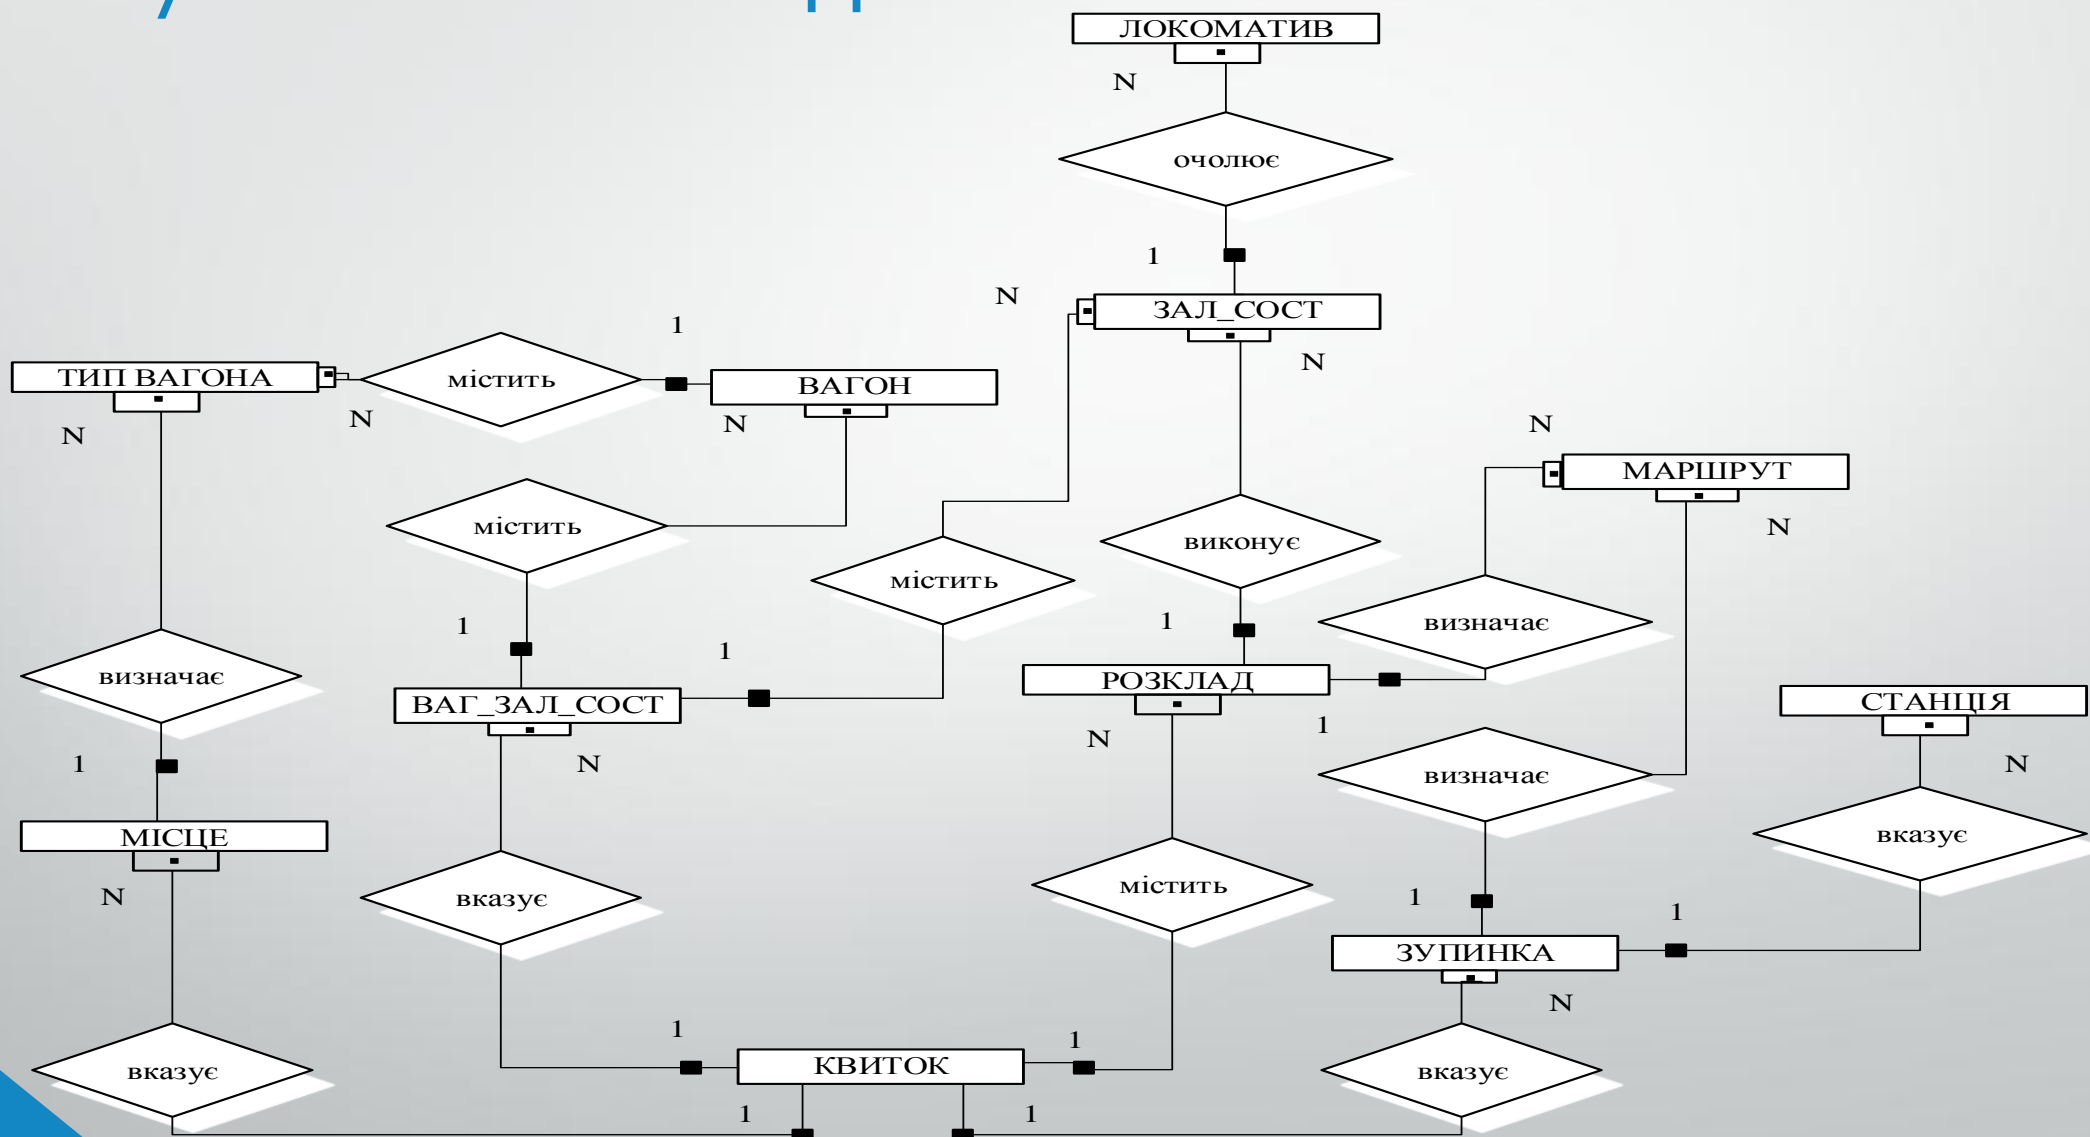 ЛОКОМАТИВ
N
очолює
1
N
ЗАЛ_СОСТ
N
1
ТИП ВАГОНА
містить
ВАГОН
N
N
N
N
МАРШРУТ
N
містить
виконує
містить
1
1
1
визначає
визначає
ВАГ_ЗАЛ_СОСТ
РОЗКЛАД
СТАНЦІЯ
1
N
N
1
N
визначає
МІСЦЕ
вказує
N
вказує
містить
1
1
ЗУПИНКА
N
1
1
вказує
КВИТОК
вказує
1
1